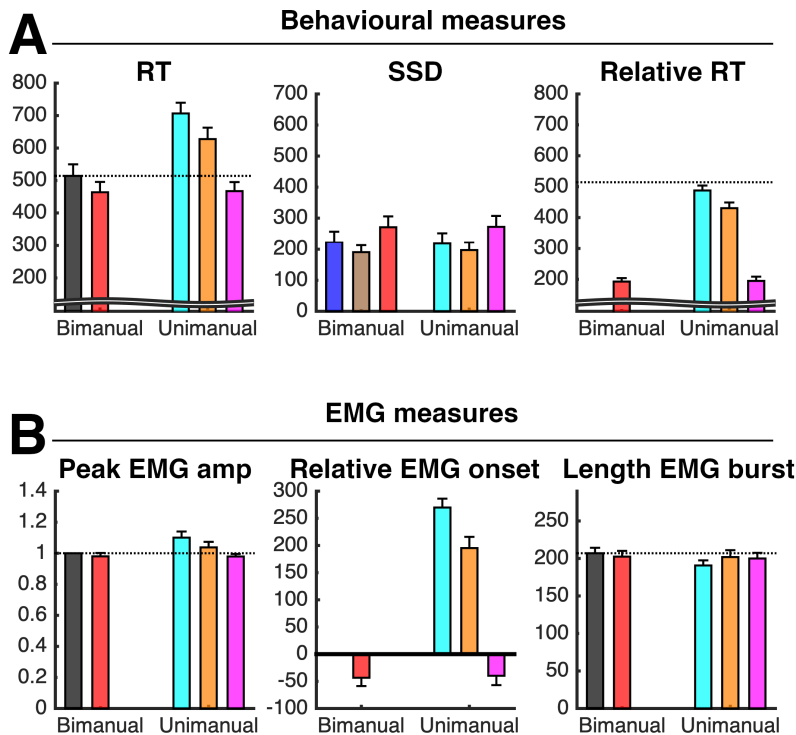 A
Behavioural measures
RT
SSD
Relative RT
800
700
600
500
400
300
200
Bimanual Unimanual
700
600
500
400
300
200
100
0
Bimanual Unimanual
800
700
600
500
400
300
200
Bimanual Unimanual
B
EMG measures
Peak EMG amp
Relative EMG onset
Length EMG burst
1.4
1.2
1
0.8
0.6
0.4
0.2
0
Bimanual Unimanual
300
250
200
150
100
50
0
-50
-100
Bimanual Unimanual
250
200
150
100
50
0
Bimanual Unimanual